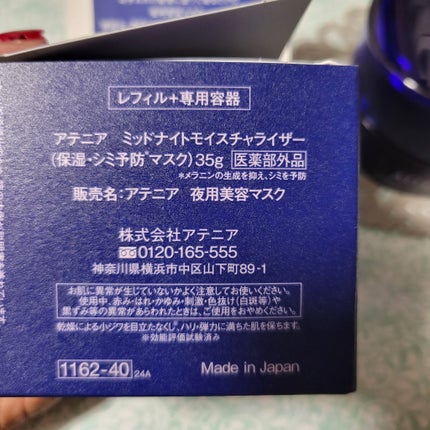 レフィル+専用容器
アテニア ミッドナイトモイスチャライザー
(保湿・シミ予防*マスク)35g 医薬部外品
*メラニンの生成を抑え、シミを予防
販売名:アテニア 夜用美容マスク
株式会社アテニア
0120-165-555
神奈川県横浜市中区山下町89-1
お肌に異常が生じていないかよく注意してお使いください。
使用中、赤み・はれ・かゆみ・刺激・色抜け(白斑等)や
黒ずみ等の異常があらわれたときは、ご使用をおやめください。
乾燥による小ジワを目立たなくし、ハリ・弾力に満ちた肌を保ちます。
※効能評価試験済み
1162-40 24A
Made in Japan